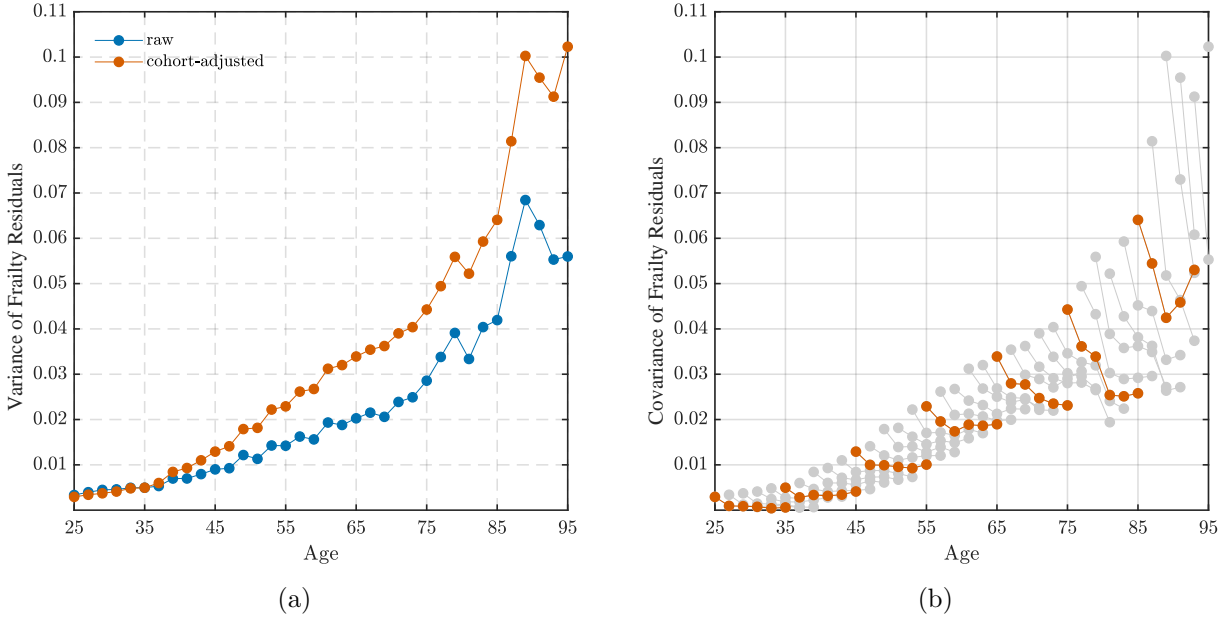 0.11
0.1
0.09
0.08
0.07
0.06
0.05
0.04
0.03
0.02
0.01
25 35 45 55 65 75 85 95
Age
Variance of Frailty Residuals
raw
cohort-adjusted
(a)
0.11
0.1
0.09
0.08
0.07
0.06
0.05
0.04
0.03
0.02
0.01
25 35 45 55 65 75 85 95
Age
Covariance of Frailty Residuals
(b)